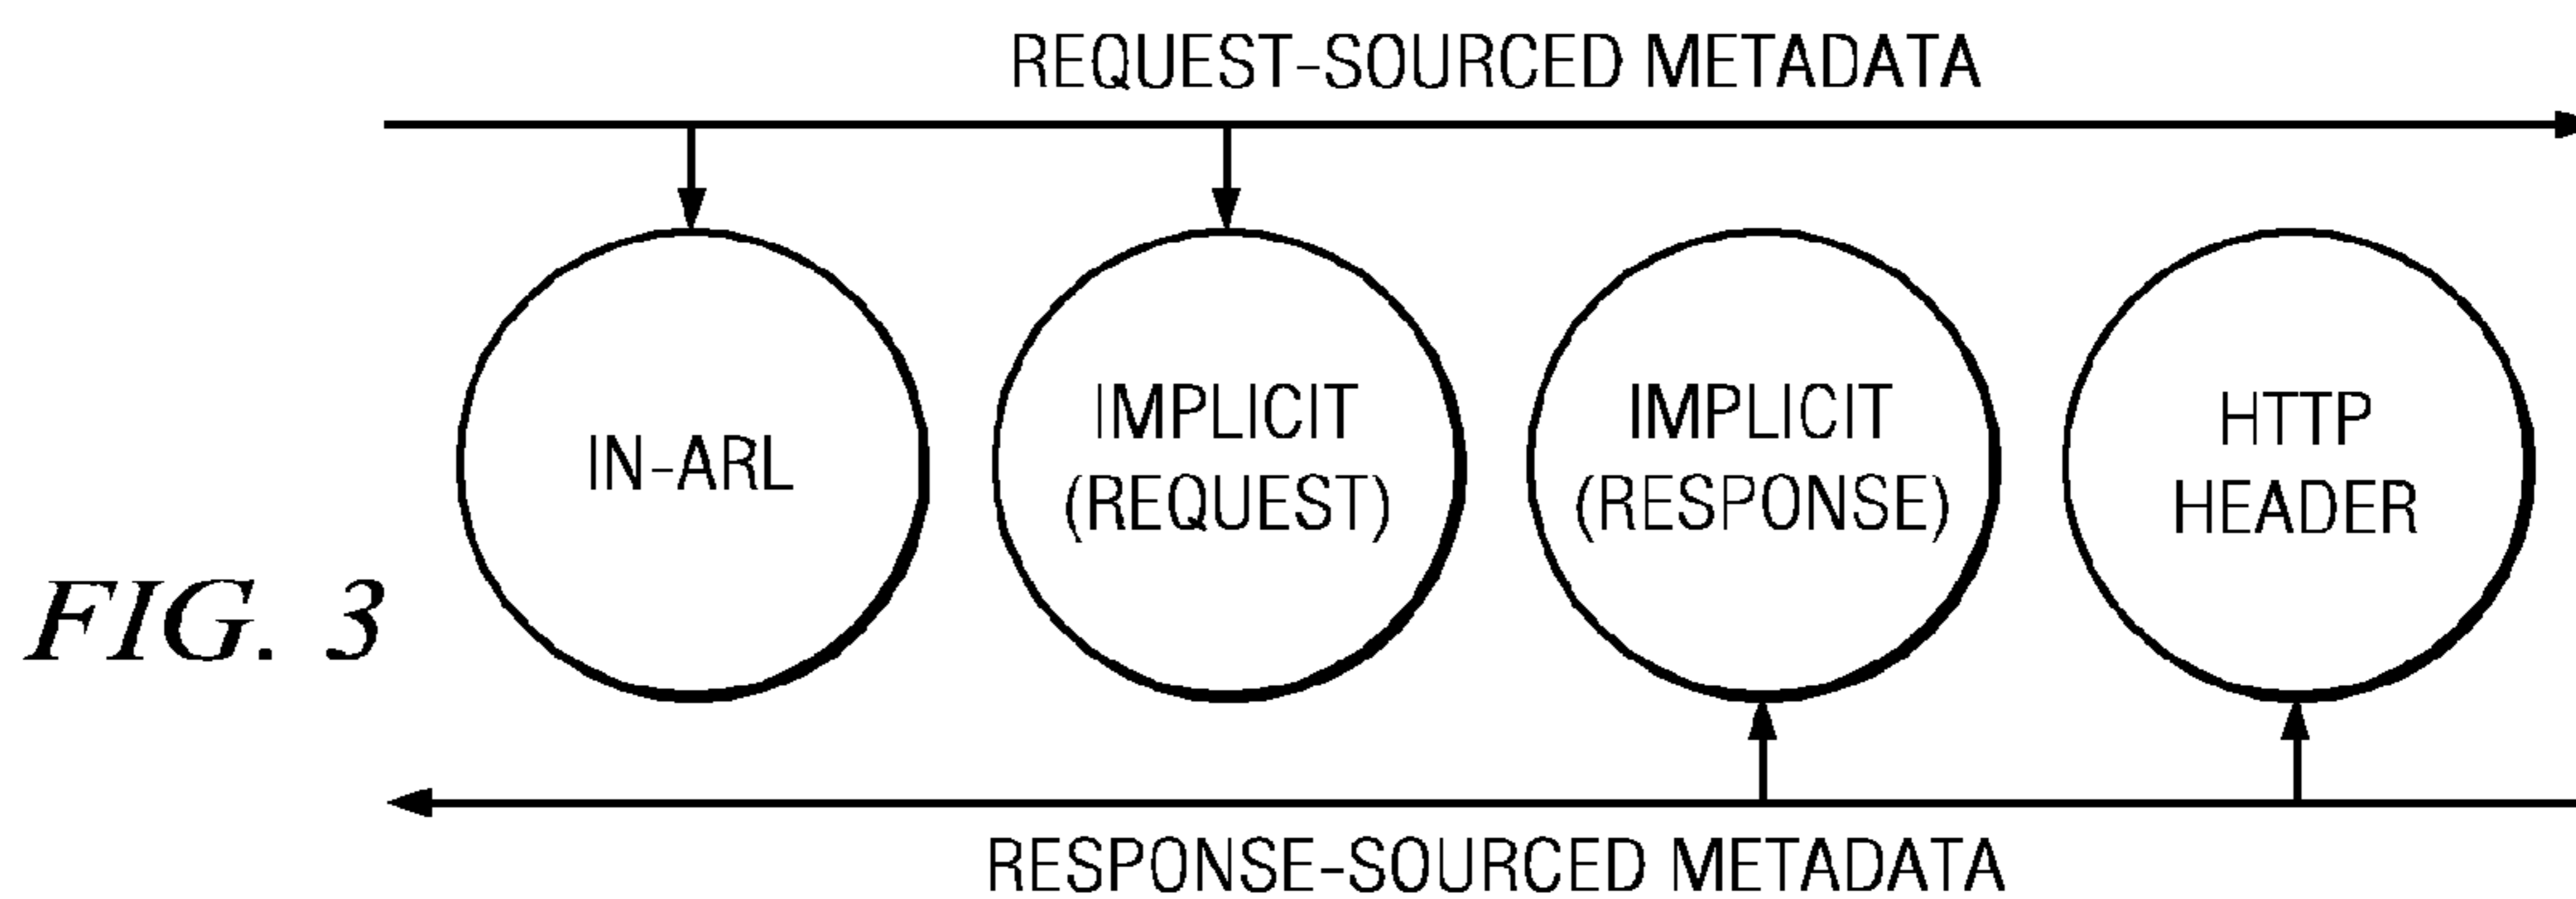 REQUEST-SOURCED METADATA
IN-ARL
IMPLICIT
(REQUEST)
IMPLICIT
(RESPONSE)
HTTP
HEADER
FIG. 3
RESPONSE-SOURCED METADATA